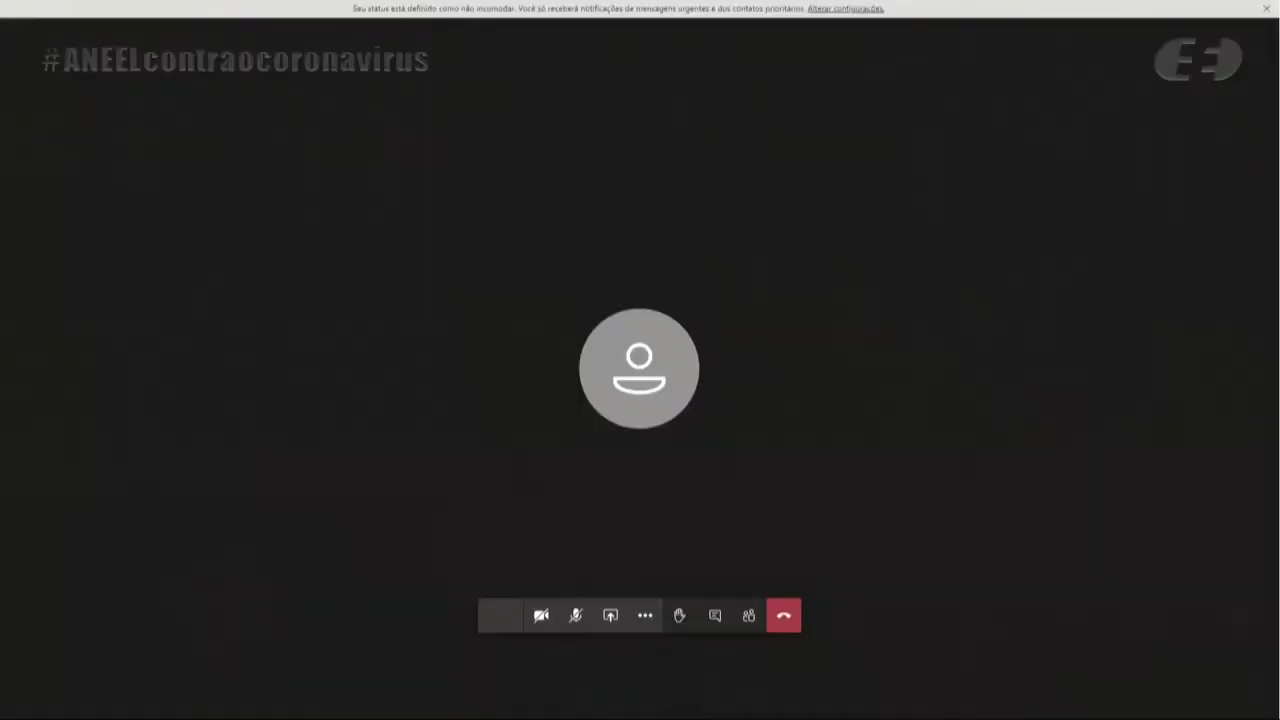 Seu status está definido como não incomodar. Você só receberá notificações de mensagens urgentes e dos contatos prioritários. Alterar configurações.
#ANEELcontraocoronavirus